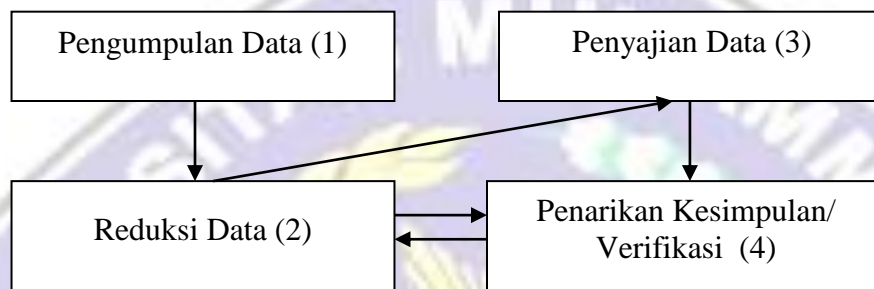 Pengumpulan Data (1)
Penyajian Data (3)
Reduksi Data (2)
Penarikan Kesimpulan/
Verifikasi (4)